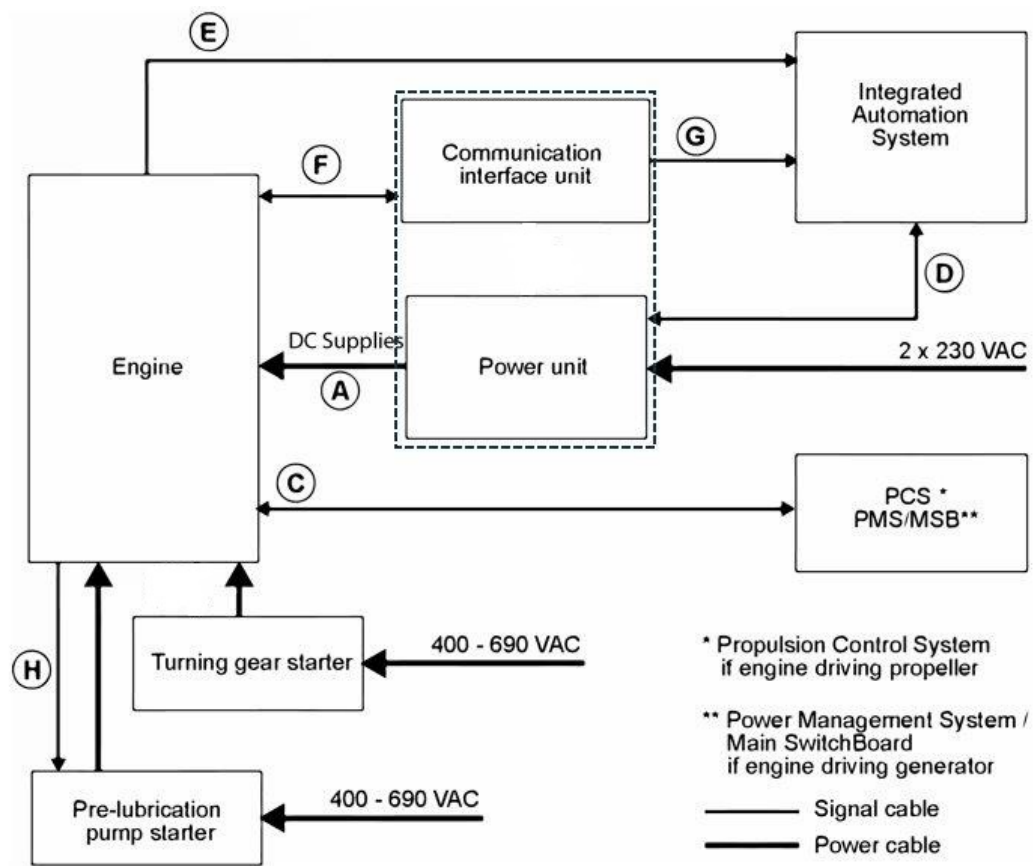 E
Integrated
Automation
System
Communication
interface unit
G
F
D
DC Supplies
2 x 230 VAC
Engine
Power unit
A
C
PCS *
PMS/MSB**
Turning gear starter
400 - 690 VAC
* Propulsion Control System
if engine driving propeller
H
** Power Management System /
Main SwitchBoard
if engine driving generator
Pre-lubrication
pump starter
400 - 690 VAC
Signal cable
Power cable